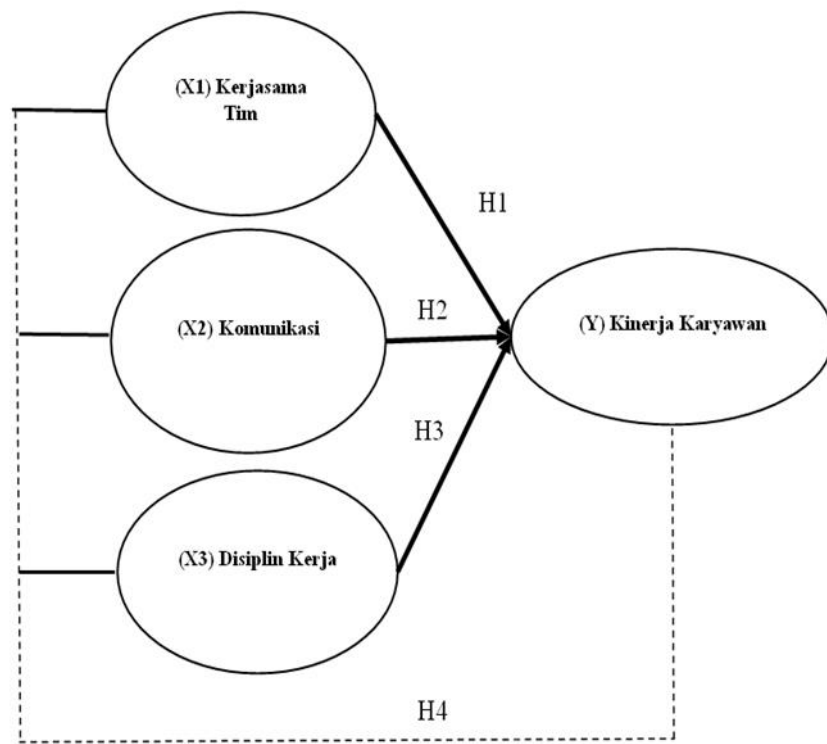 (X1) Kerjasama
Tim
H1
(X2) Komunikasi
H2
(Y) Kinerja Karyawan
H3
(X3) Disiplin Kerja
H4